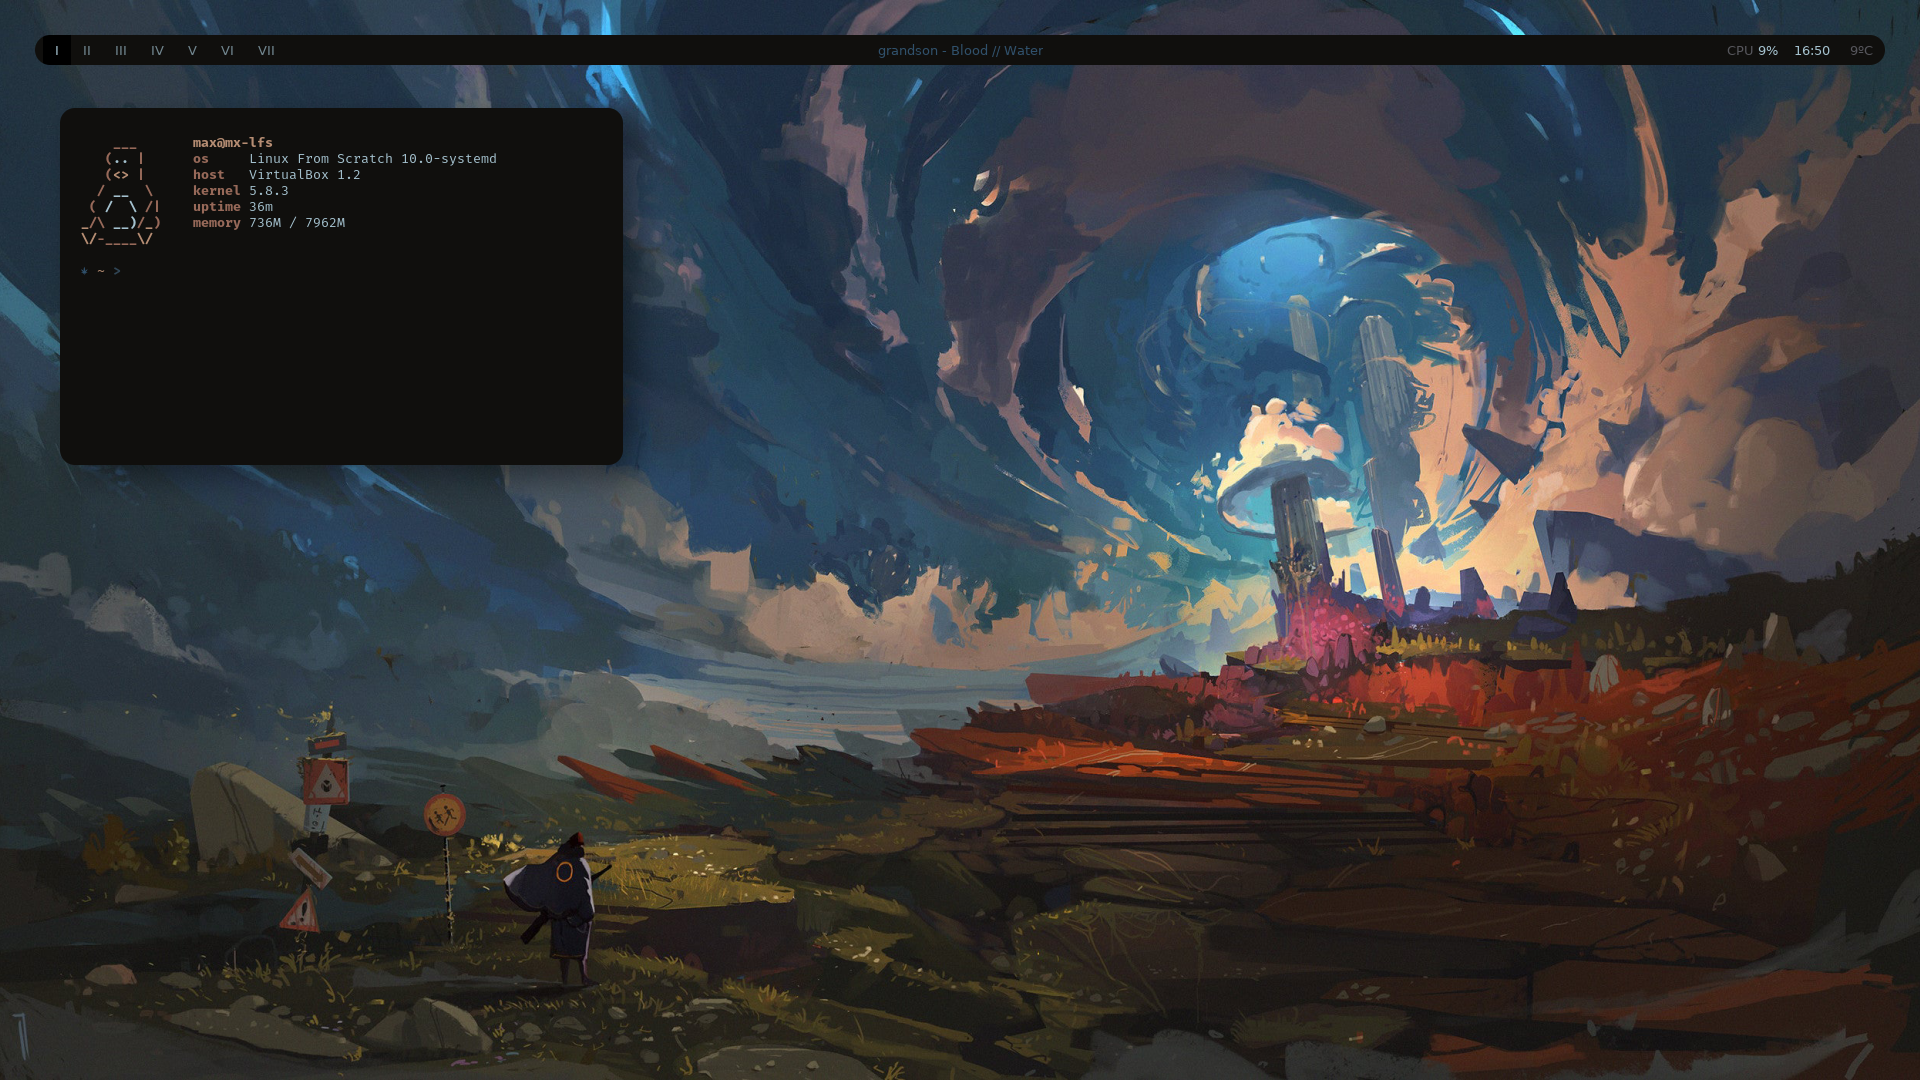 I II III IV V VI VII grandson - Blood // Water CPU 9% 16:50 9ºC
max@mx-lfs
os Linux From Scratch 10.0-systemd
host VirtualBox 1.2
kernel 5.8.3
uptime 36m
memory 736M / 7962M
* ~ >